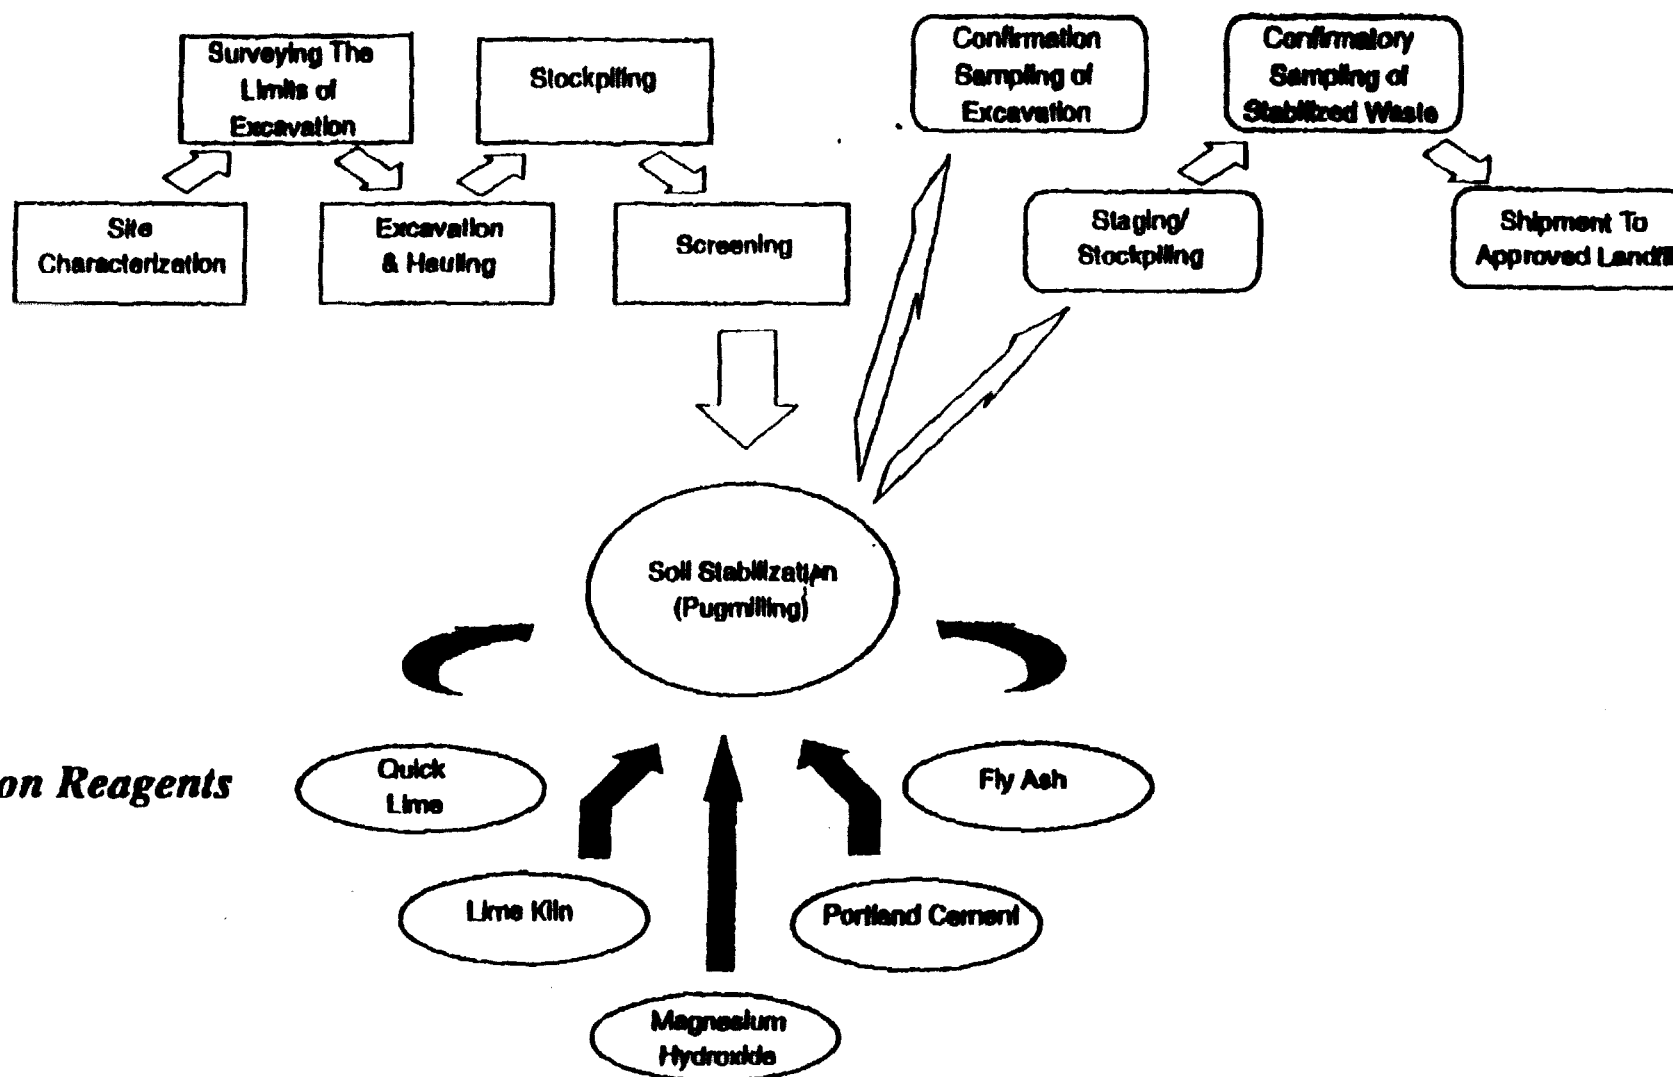 Surveying The
Limits of
Excavation
Stockpiling
Confirmation
Sampling of
Excavation
Confirmatory
Sampling of
Stabilized Waste
Site
Characterization
Excavation
& Hauling
Screening
Staging/
Stockpiling
Shipment To
Approved Landfill
Soil Stabilization
(Pugmilling)
on Reagents
Quick
Lime
Fly Ash
Lime Kiln
Portland Cement
Magnesium
Hydroxide